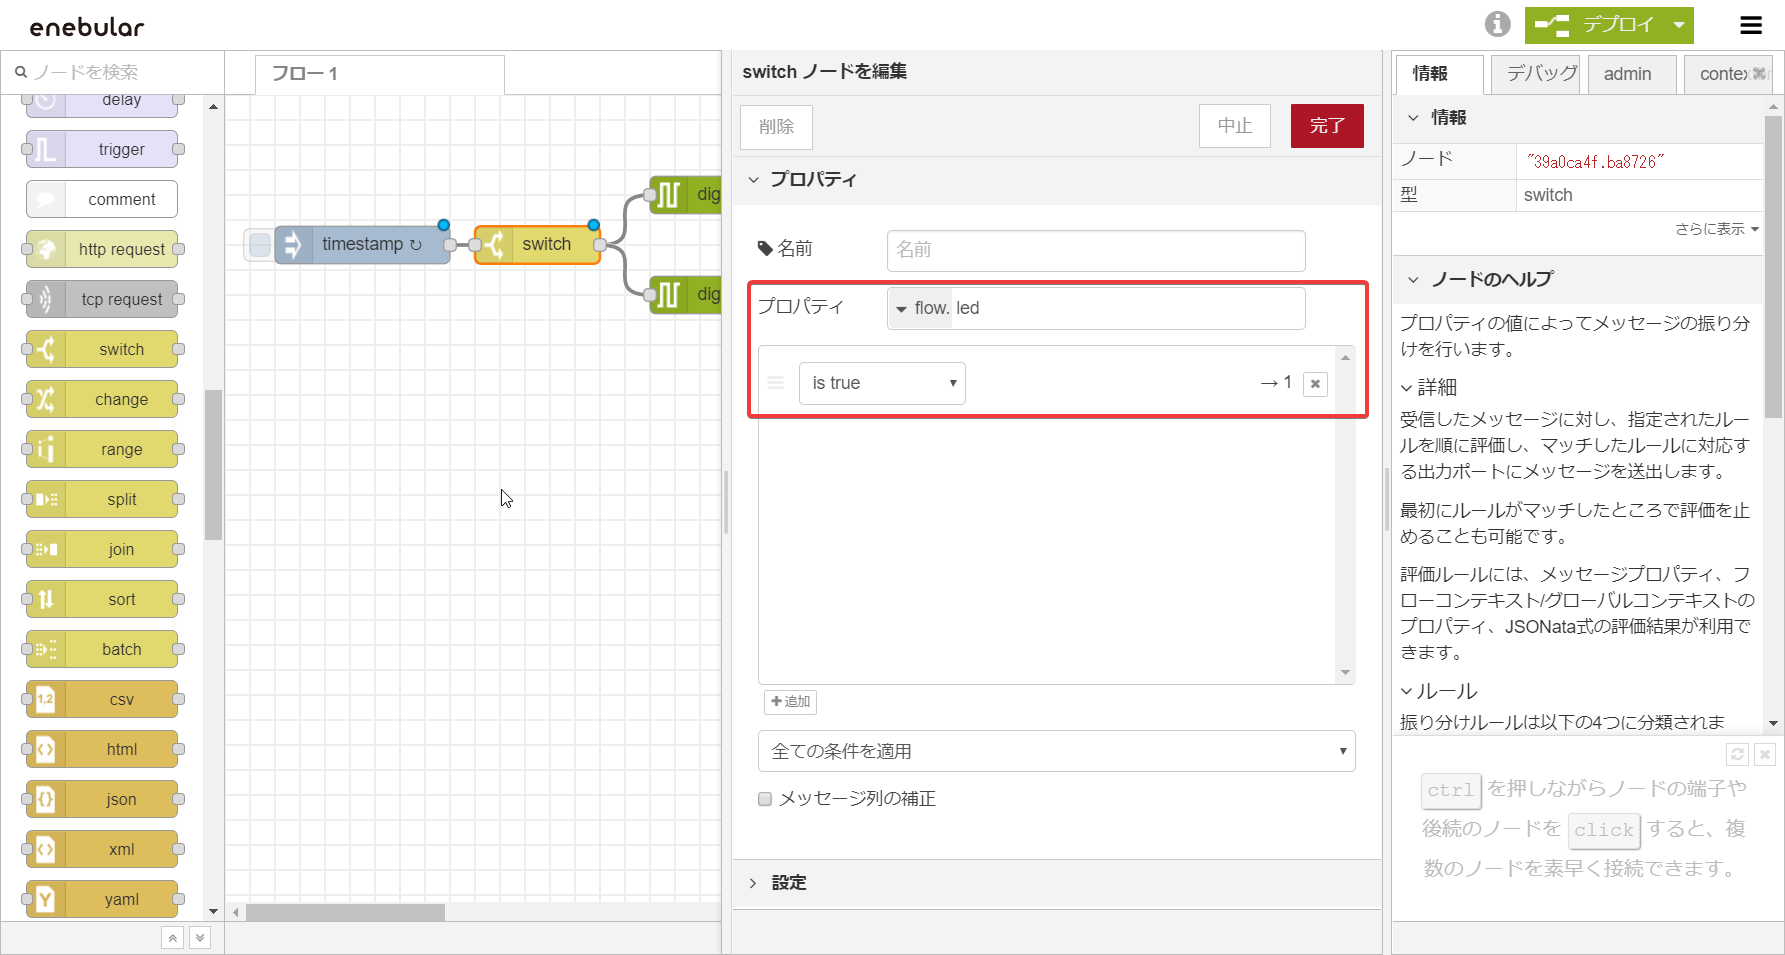 enebular
デプロイ
ノードを検索
delay
trigger
comment
http request
tcp request
switch
change
range
split
join
sort
batch
csv
html
json
xml
yaml
フロー 1
timestamp ↻
switch
dig
dig
switch ノードを編集
削除
中止
完了
プロパティ
名前
名前
プロパティ
flow. led
is true
→ 1
追加
全ての条件を適用
メッセージ列の補正
設定
情報
デバッグ
admin
contex
情報
ノード
"39a0ca4f.ba8726"
型
switch
さらに表示
ノードのヘルプ
プロパティの値によってメッセージの振り分
けを行います。
詳細
受信したメッセージに対し、指定されたルー
ルを順に評価し、マッチしたルールに対応す
る出力ポートにメッセージを送出します。
最初にルールがマッチしたところで評価を止
めることも可能です。
評価ルールには、メッセージプロパティ、フ
ローコンテキスト/グローバルコンテキストの
プロパティ、JSONata式の評価結果が利用で
きます。
ルール
振り分けルールは以下の4つに分類されま
ctrl を押しながらノードの端子や
後続のノードを click すると、複
数のノードを素早く接続できます。